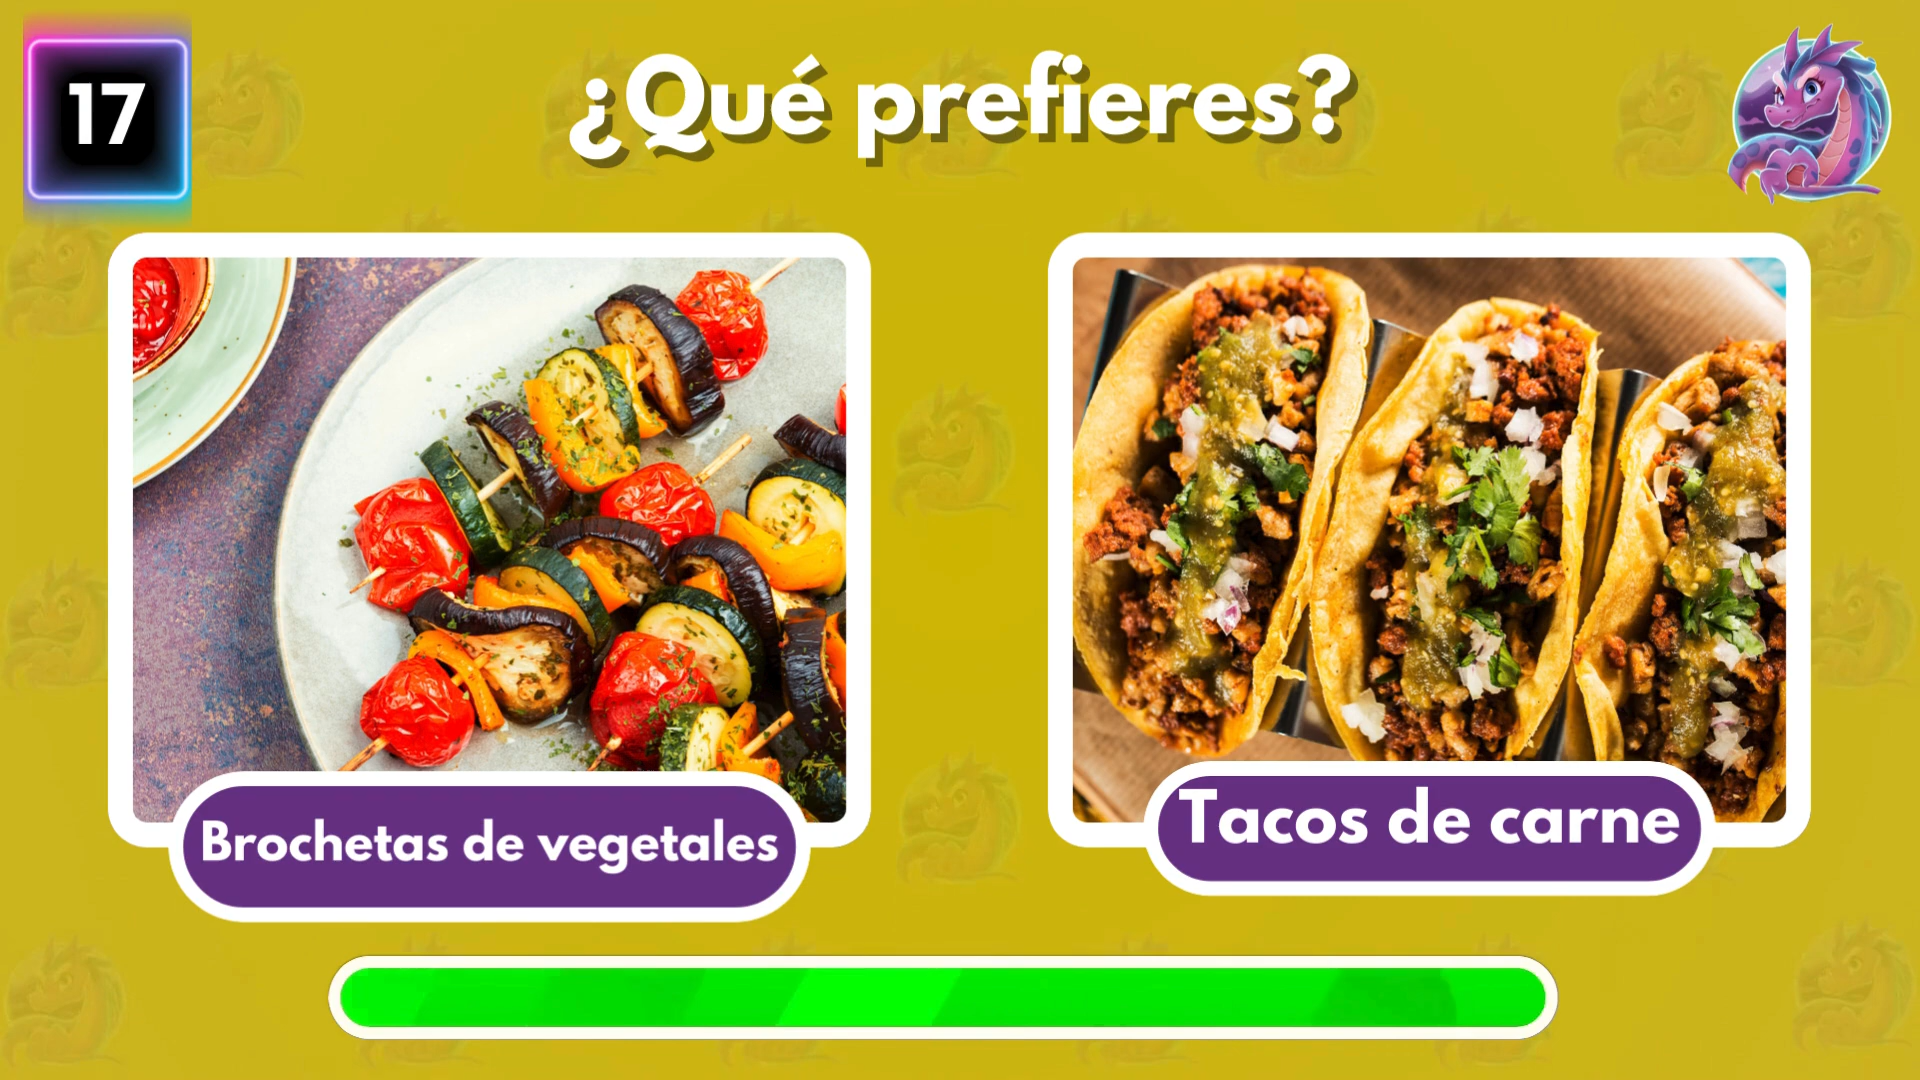 17
¿Qué prefieres?
Brochetas de vegetales
Tacos de carne